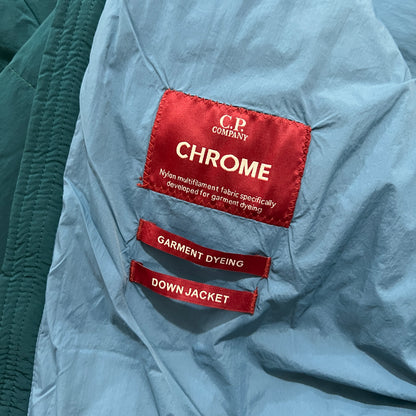 C.P.
COMPANY
CHROME
Nylon multifilament fabric specifically
developed for garment dyeing
GARMENT DYEING
DOWN JACKET